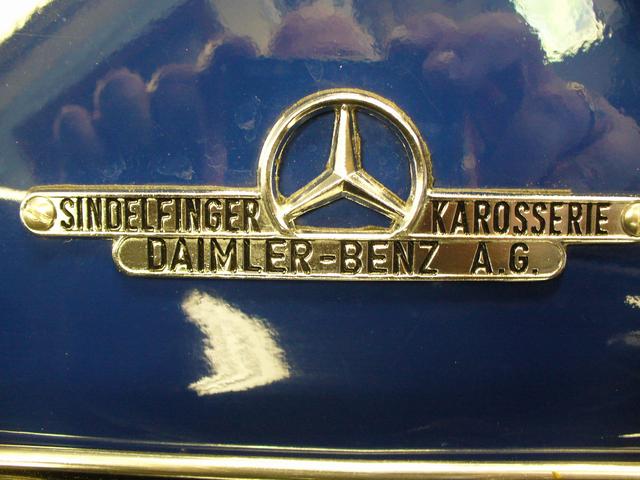 SINDELFINGER KAROSSERIE
DAIMLER-BENZ A.G.